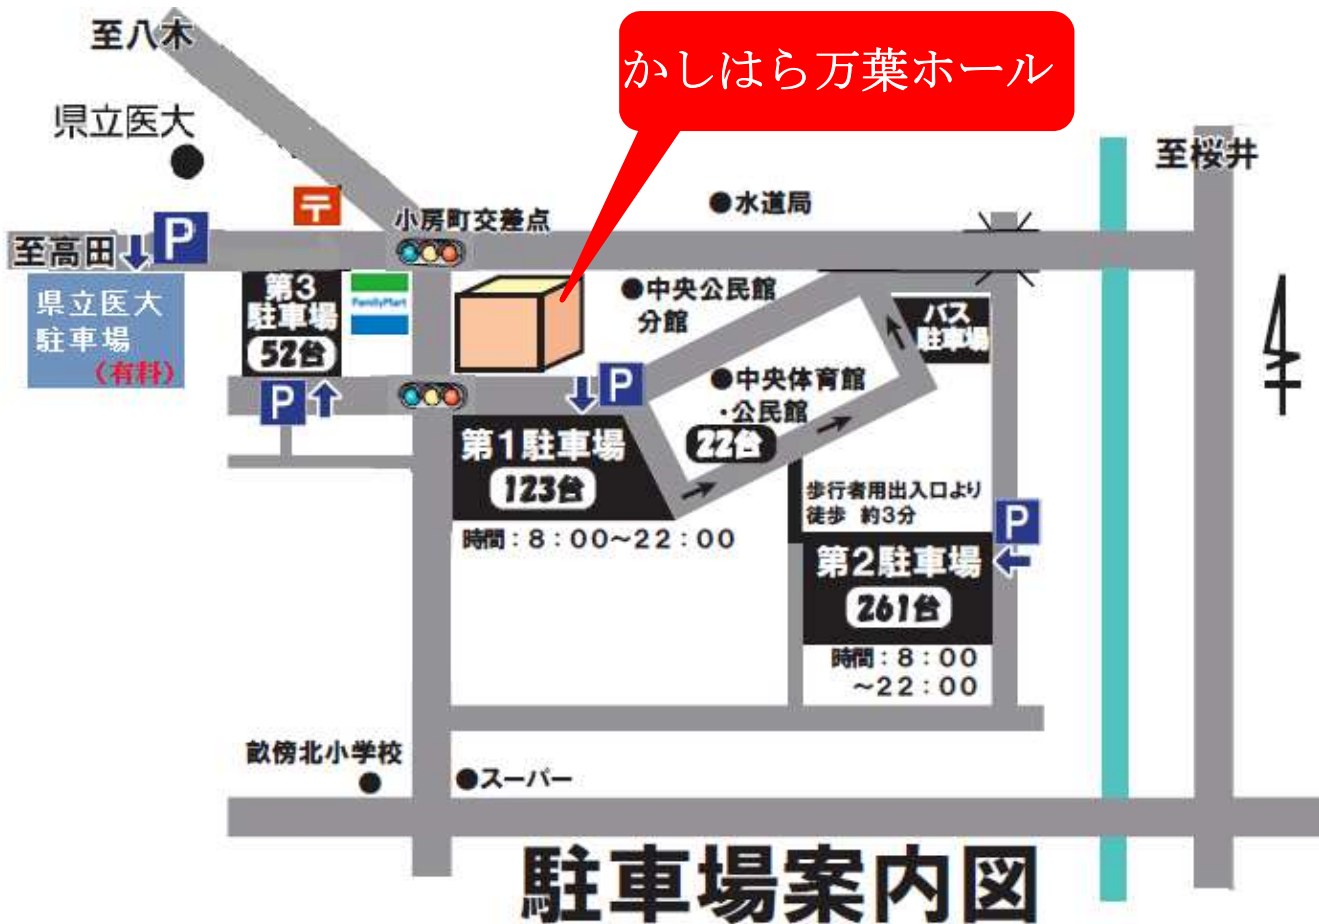 至八木
かしはら万葉ホール
県立医大
至桜井
〒
●水道局
小房町交差点
P
至高田
県立医大
駐車場
(有料)
第3
駐車場
52台
FamilyMart
●中央公民館
分館
バス
駐車場
P
P
●中央体育館
・公民館
22台
第1駐車場
123台
時間：8：00～22：00
歩行者用出入口より
徒歩 約3分
P
第2駐車場
261台
時間：8：00
～22：00
畝傍北小学校
●スーパー
駐車場案内図